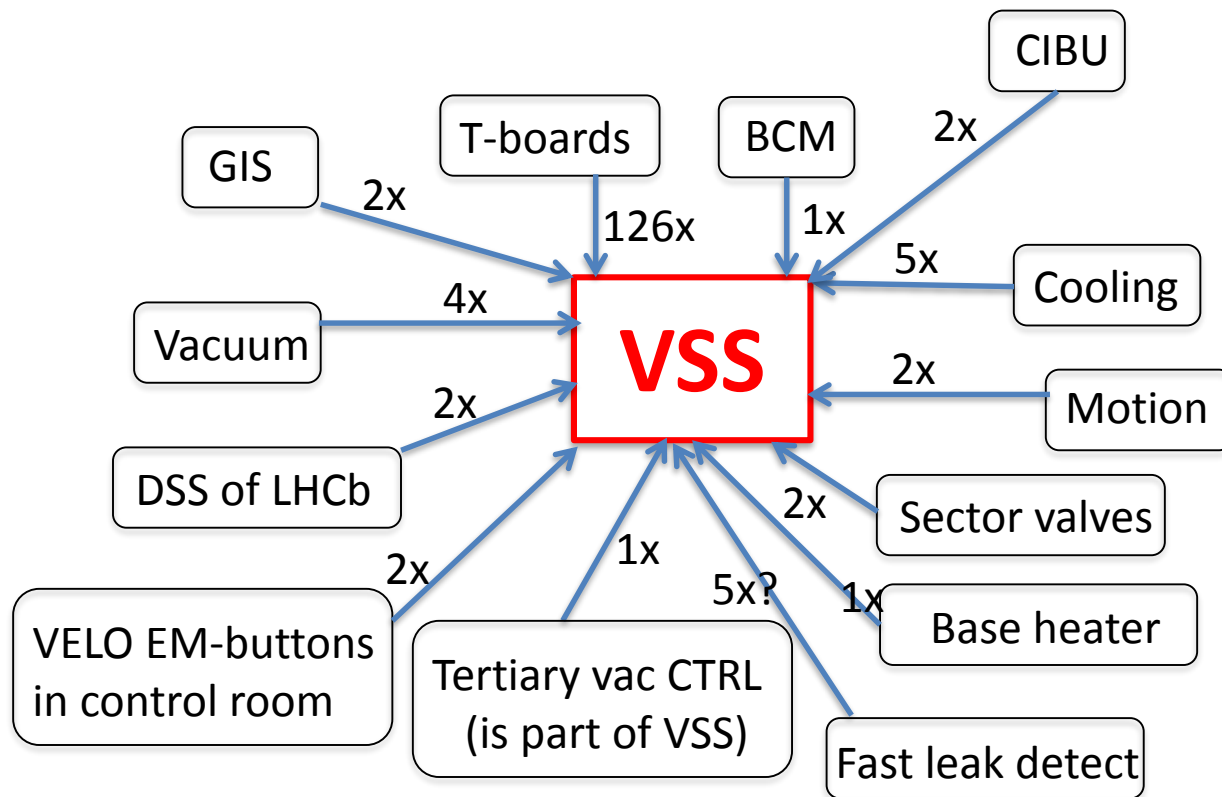 CIBU
T-boards
BCM
2x
GIS
2x
126x
1x
5x
Cooling
4x
Vacuum
VSS
2x
Motion
2x
DSS of LHCb
2x
Sector valves
2x
1x
5x?
1x
Base heater
VELO EM-buttons
in control room
Tertiary vac CTRL
(is part of VSS)
Fast leak detect